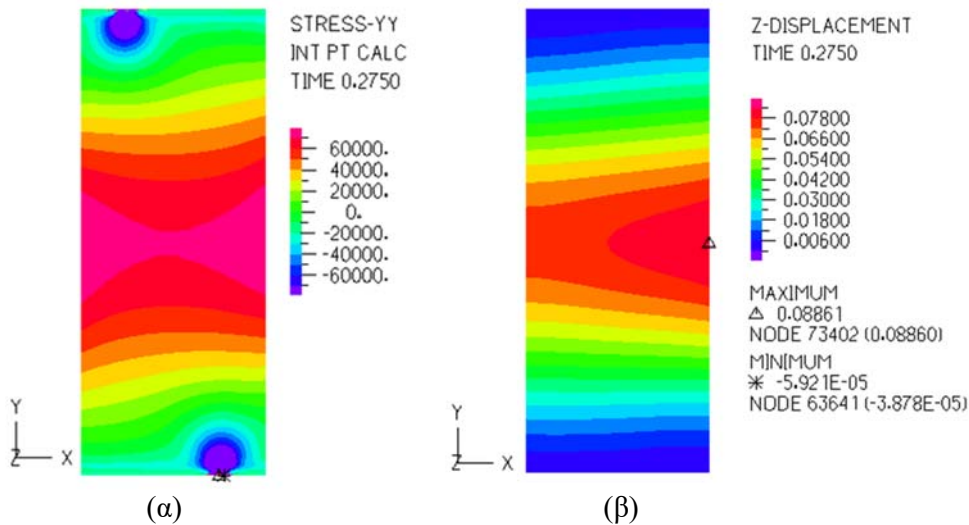 STRESS-YY
INT PT CALC
TIME 0.2750
60000.
40000.
20000.
0.
-20000.
-40000.
-60000.
Y
Z X
(α)
Z-DISPLACEMENT
TIME 0.2750
0.07800
0.06600
0.05400
0.04200
0.03000
0.01800
0.00600
MAXIMUM
Δ 0.08861
NODE 73402 (0.08860)
MINIMUM
* -5.921E-05
NODE 63641 (-3.878E-05)
Y
Z X
(β)